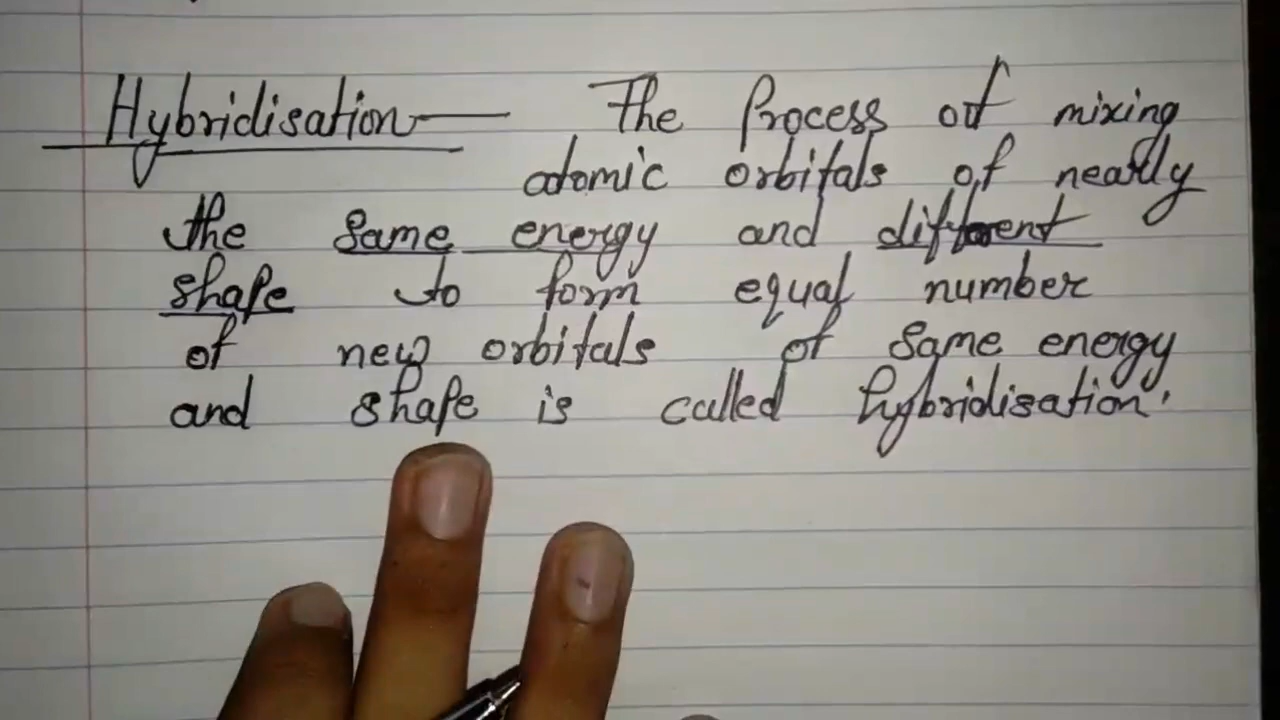 Hybridisation— The Process of mixing
atomic orbitals of nearly
the same energy and different
shape to form equal number
of new orbitals of same energy
and shape is called hybridisation.